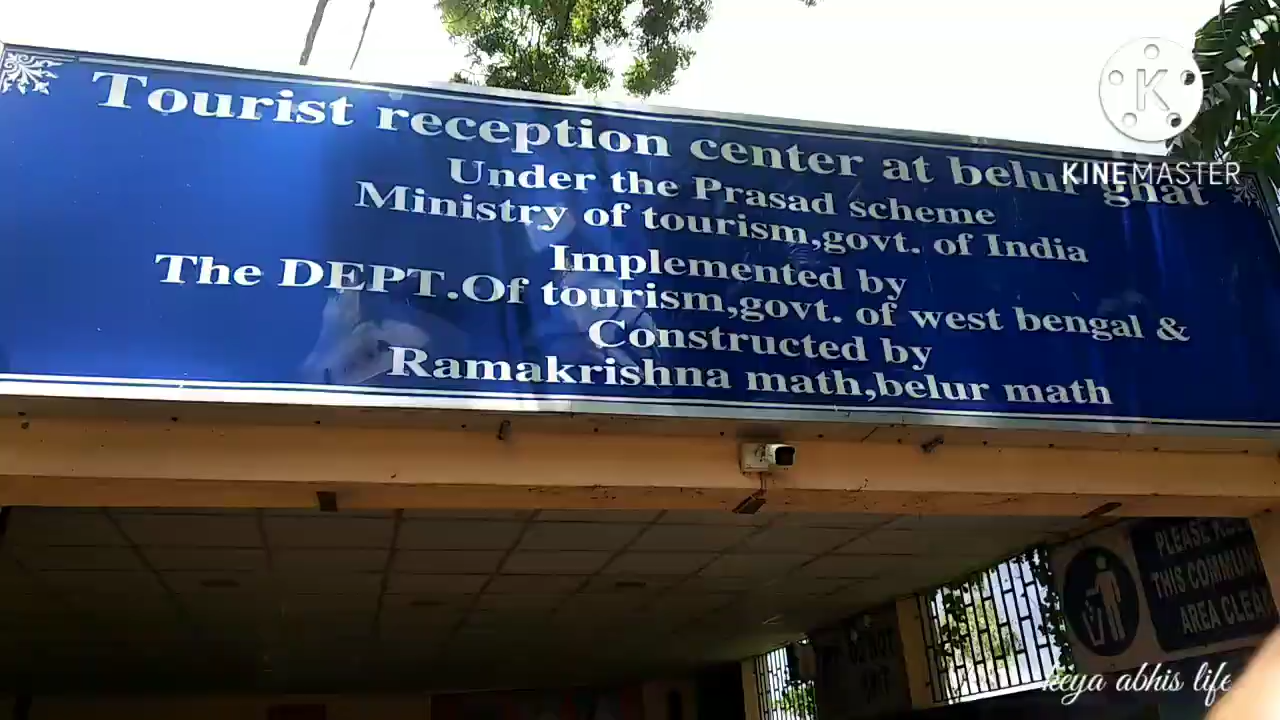 Tourist reception center at belur ghat
Under the Prasad scheme
Ministry of tourism,govt. of India
Implemented by
The DEPT.Of tourism,govt. of west bengal &
Constructed by
Ramakrishna math,belur math
K
KINEMASTER
PLEASE
THIS
AREA
keya abhis life